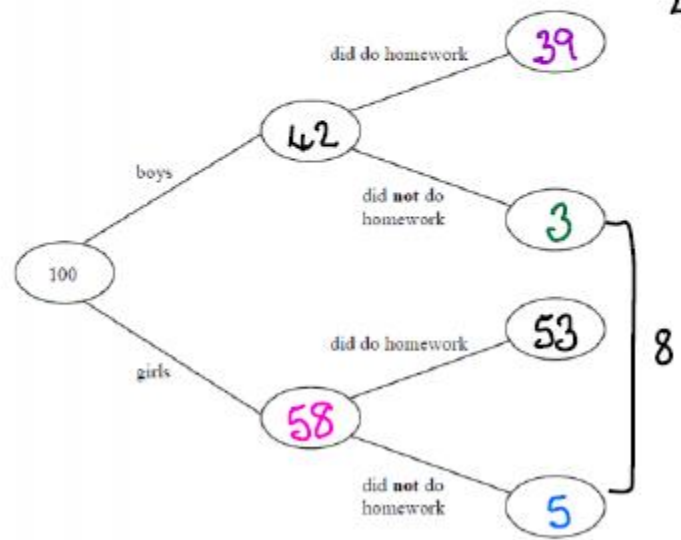 did do homework
39
42
boys
did not do
homework
3
100
did do homework
53
8
girls
58
did not do
homework
5